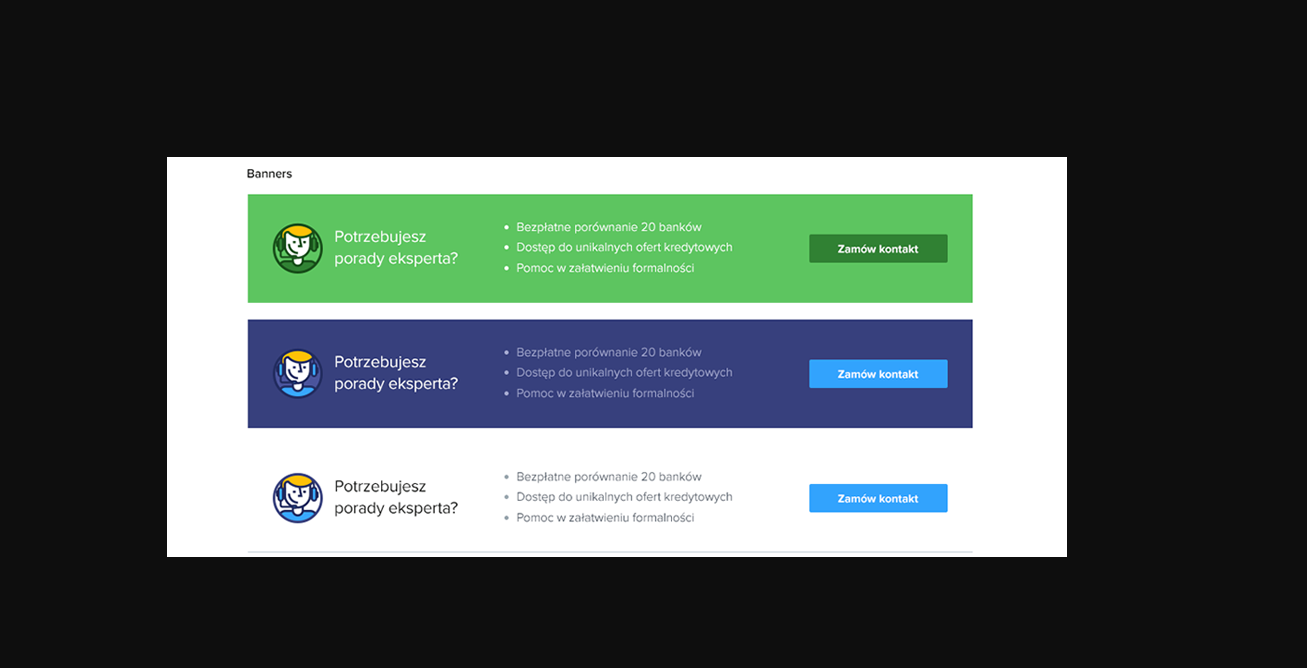 Banners
Potrzebujesz
porady eksperta?
• Bezpłatne porównanie 20 banków
• Dostęp do unikalnych ofert kredytowych
• Pomoc w załatwieniu formalności
Zamów kontakt
Potrzebujesz
porady eksperta?
• Bezpłatne porównanie 20 banków
• Dostęp do unikalnych ofert kredytowych
• Pomoc w załatwieniu formalności
Zamów kontakt
Potrzebujesz
porady eksperta?
• Bezpłatne porównanie 20 banków
• Dostęp do unikalnych ofert kredytowych
• Pomoc w załatwieniu formalności
Zamów kontakt